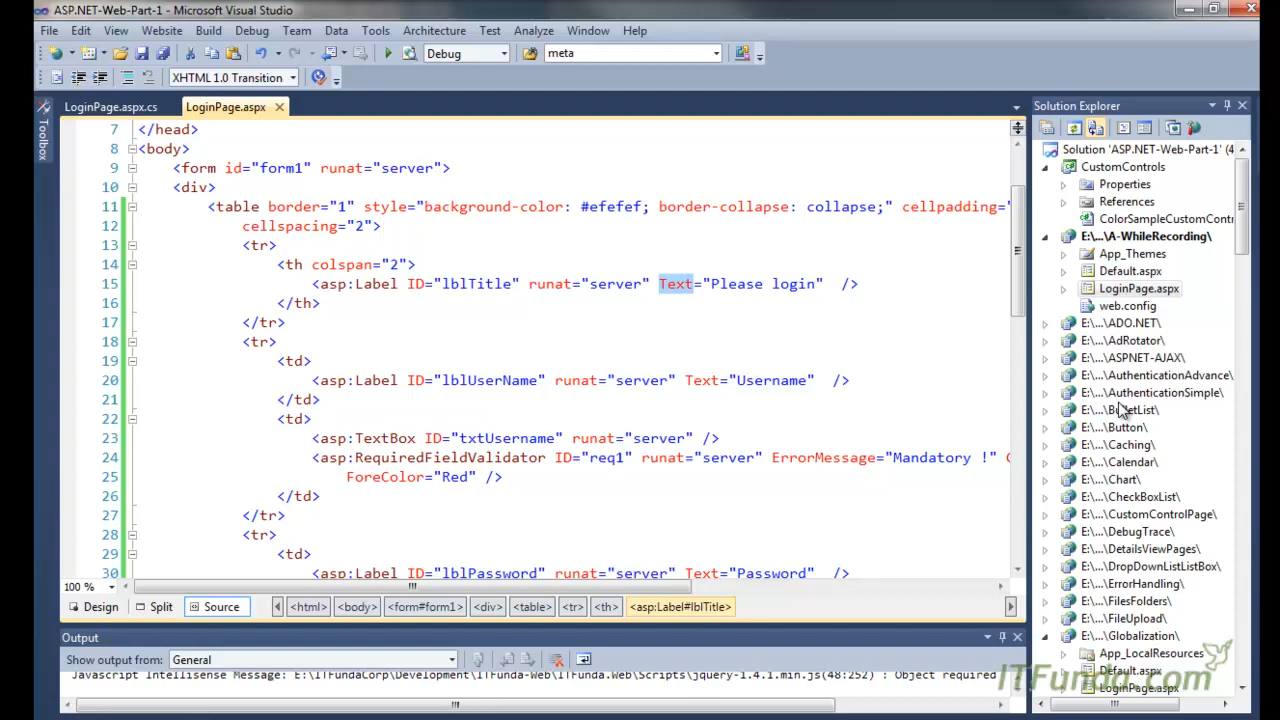 ASP.NET-Web-Part-1 - Microsoft Visual Studio
File Edit View Website Build Debug Team Data Tools Architecture Test Analyze Window Help
Debug meta
XHTML 1.0 Transition
LoginPage.aspx.cs LoginPage.aspx
Toolbox
7 </head>
8 <body>
9 <form id="form1" runat="server">
10 <div>
11 <table border="1" style="background-color: #efefef; border-collapse: collapse;" cellpadding="
12 cellspacing="2">
13 <tr>
14 <th colspan="2">
15 <asp:Label ID="lblTitle" runat="server" Text="Please login" />
16 </th>
17 </tr>
18 <tr>
19 <td>
20 <asp:Label ID="lblUserName" runat="server" Text="Username" />
21 </td>
22 <td>
23 <asp:TextBox ID="txtUsername" runat="server" />
24 <asp:RequiredFieldValidator ID="req1" runat="server" ErrorMessage="Mandatory !"
25 ForeColor="Red" />
26 </td>
27 </tr>
28 <tr>
29 <td>
30 <asp:Label ID="lblPassword" runat="server" Text="Password" />
100 %
Design Split Source <html> <body> <form#form1> <div> <table> <tr> <th> <asp:Label#lblTitle>
Output
Show output from: General
Javascript Intellisense Message: E:\ITFundaCorp\Development\ITFunda-Web\ITFunda.Web\Scripts\jquery-1.4.1.min.js(48:252) : Object required
Solution Explorer
Solution 'ASP.NET-Web-Part-1' (4
CustomControls
Properties
References
ColorSampleCustomContr
E:\...\A-WhileRecording\
App_Themes
Default.aspx
LoginPage.aspx
web.config
E:\...\ADO.NET\
E:\...\AdRotator\
E:\...\ASPNET-AJAX\
E:\...\AuthenticationAdvance\
E:\...\AuthenticationSimple\
E:\...\BulletList\
E:\...\Button\
E:\...\Caching\
E:\...\Calendar\
E:\...\Chart\
E:\...\CheckBoxList\
E:\...\CustomControlPage\
E:\...\DebugTrace\
E:\...\DetailsViewPages\
E:\...\DropDownListListBox\
E:\...\ErrorHandling\
E:\...\FilesFolders\
E:\...\FileUpload\
E:\...\Globalization\
App_LocalResources
Default.aspx
LoginPage.aspx
ITFunda.com